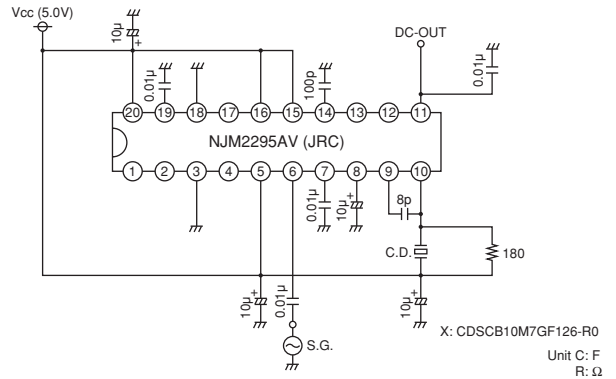 Vcc (5.0V)
DC-OUT
10µ
+
0.01µ
100p
0.01µ
20 19 18 17 16 15 14 13 12 11
NJM2295AV (JRC)
1 2 3 4 5 6 7 8 9 10
0.01µ
10µ
+
8p
C.D.
180
10µ
+
0.01µ
10µ
+
S.G.
X: CDSCB10M7GF126-R0
Unit C: F
R: Ω